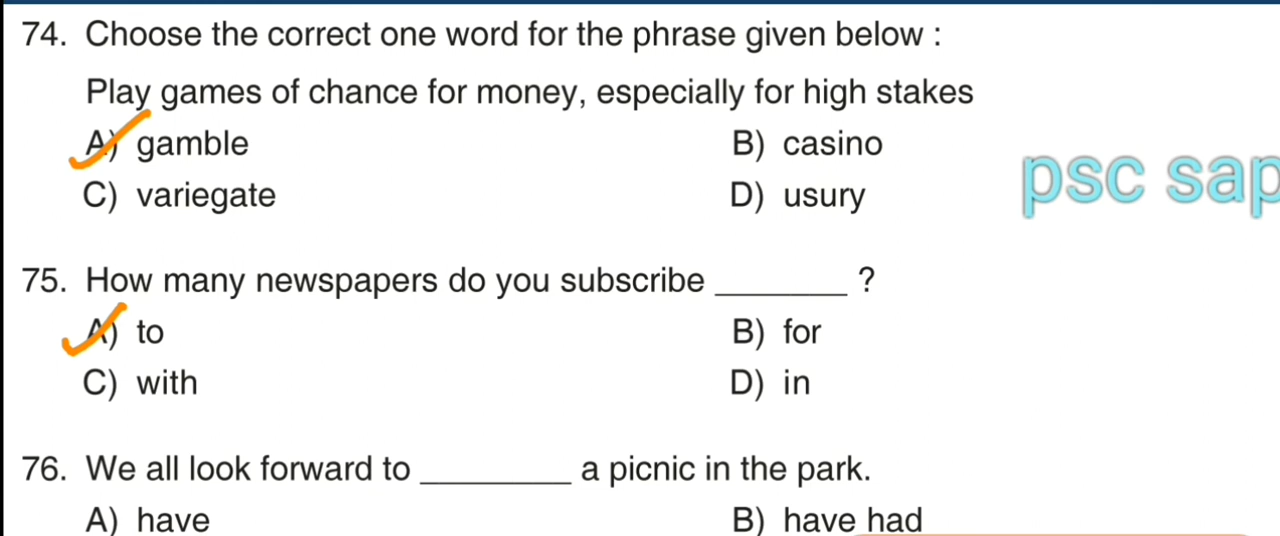 74. Choose the correct one word for the phrase given below :
Play games of chance for money, especially for high stakes
A) gamble B) casino
C) variegate D) usury
psc sap
75. How many newspapers do you subscribe ________ ?
A) to B) for
C) with D) in
76. We all look forward to _________ a picnic in the park.
A) have B) have had